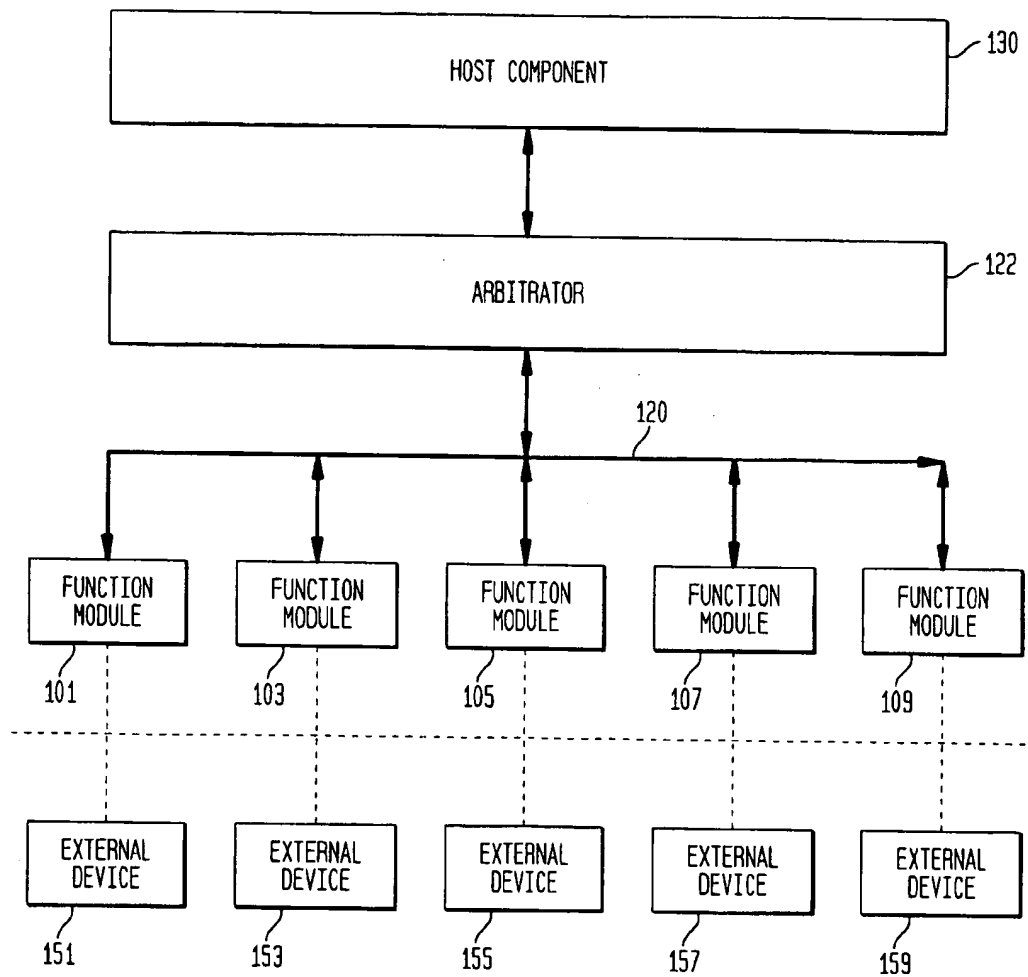 HOST COMPONENT
130
ARBITRATOR
122
120
FUNCTION
MODULE
FUNCTION
MODULE
FUNCTION
MODULE
FUNCTION
MODULE
FUNCTION
MODULE
101
103
105
107
109
EXTERNAL
DEVICE
EXTERNAL
DEVICE
EXTERNAL
DEVICE
EXTERNAL
DEVICE
EXTERNAL
DEVICE
151
153
155
157
159